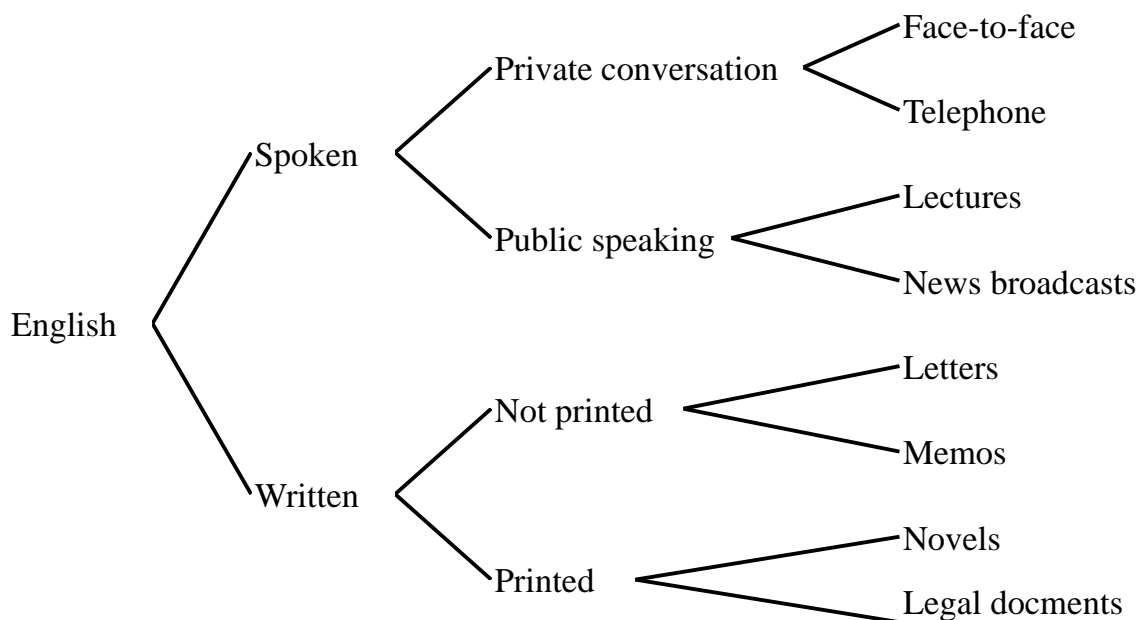 Face-to-face
Private conversation
Telephone
Spoken
Lectures
Public speaking
News broadcasts
English
Letters
Not printed
Memos
Written
Novels
Printed
Legal docments